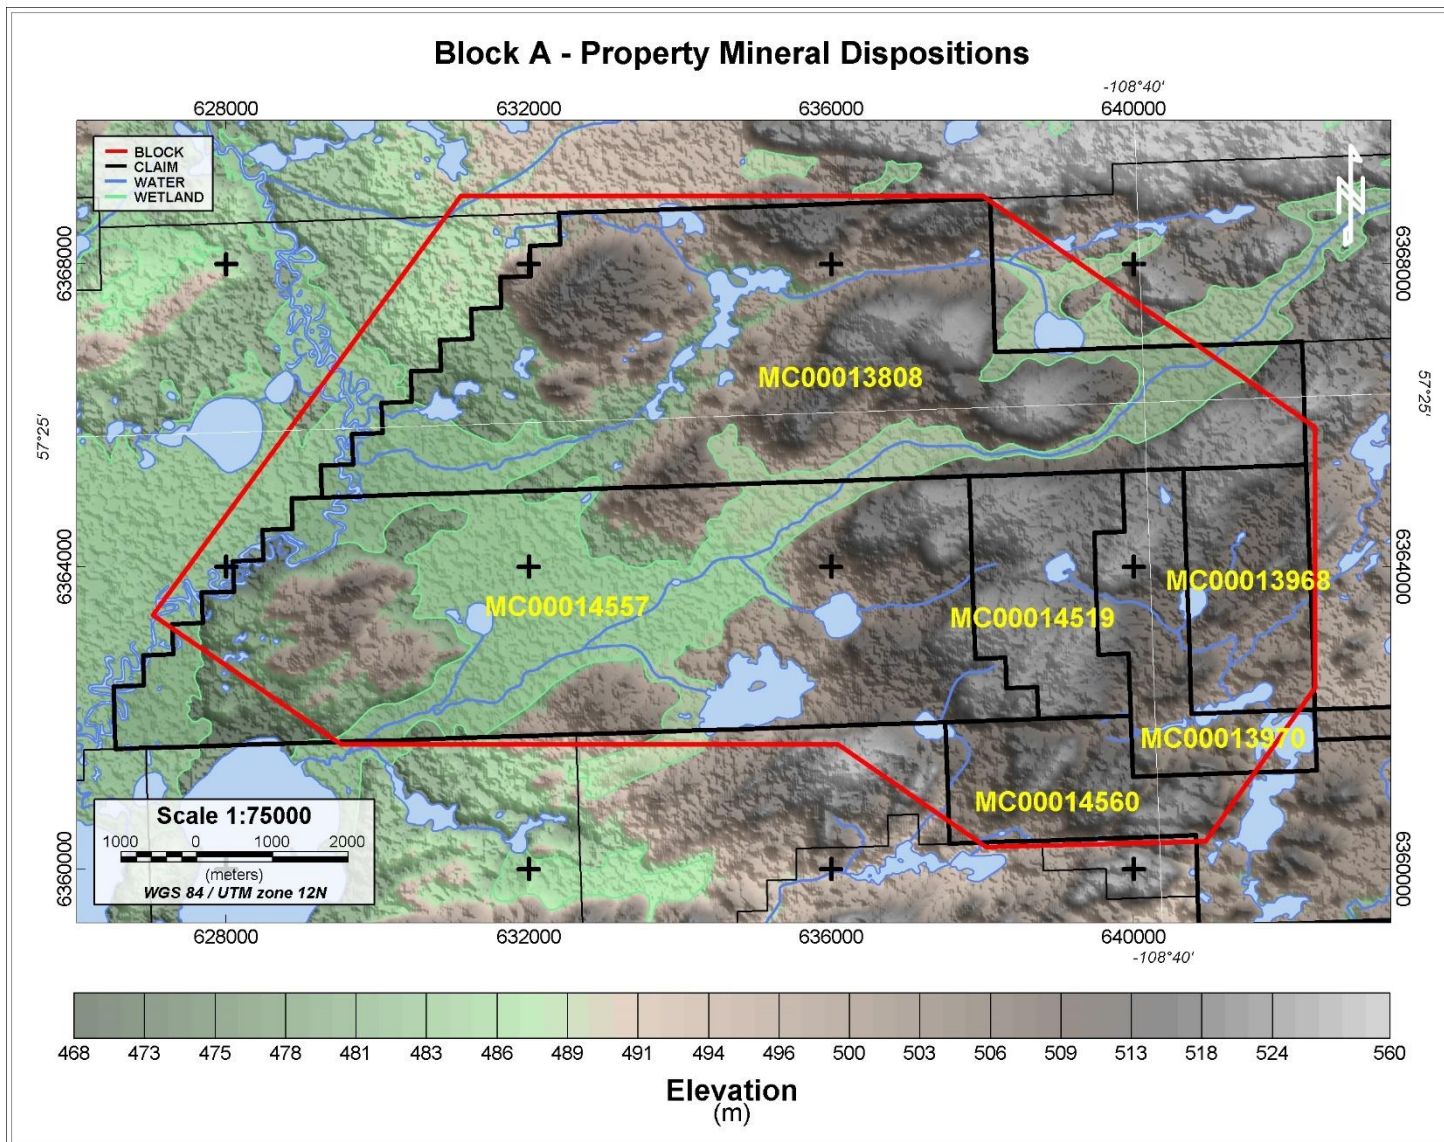 Block A - Property Mineral Dispositions
-108°40'
628000 632000 636000 640000
BLOCK
CLAIM
WATER
WETLAND
6368000
6368000
MC00013808
57°25'
57°25'
6364000
6364000
MC00013968
MC00014557
MC00014519
MC00013970
MC00014560
Scale 1:75000
1000 0 1000 2000
(meters)
WGS 84 / UTM zone 12N
6360000
6360000
628000 632000 636000 640000
-108°40'
468 473 475 478 481 483 486 489 491 494 496 500 503 506 509 513 518 524 560
Elevation
(m)